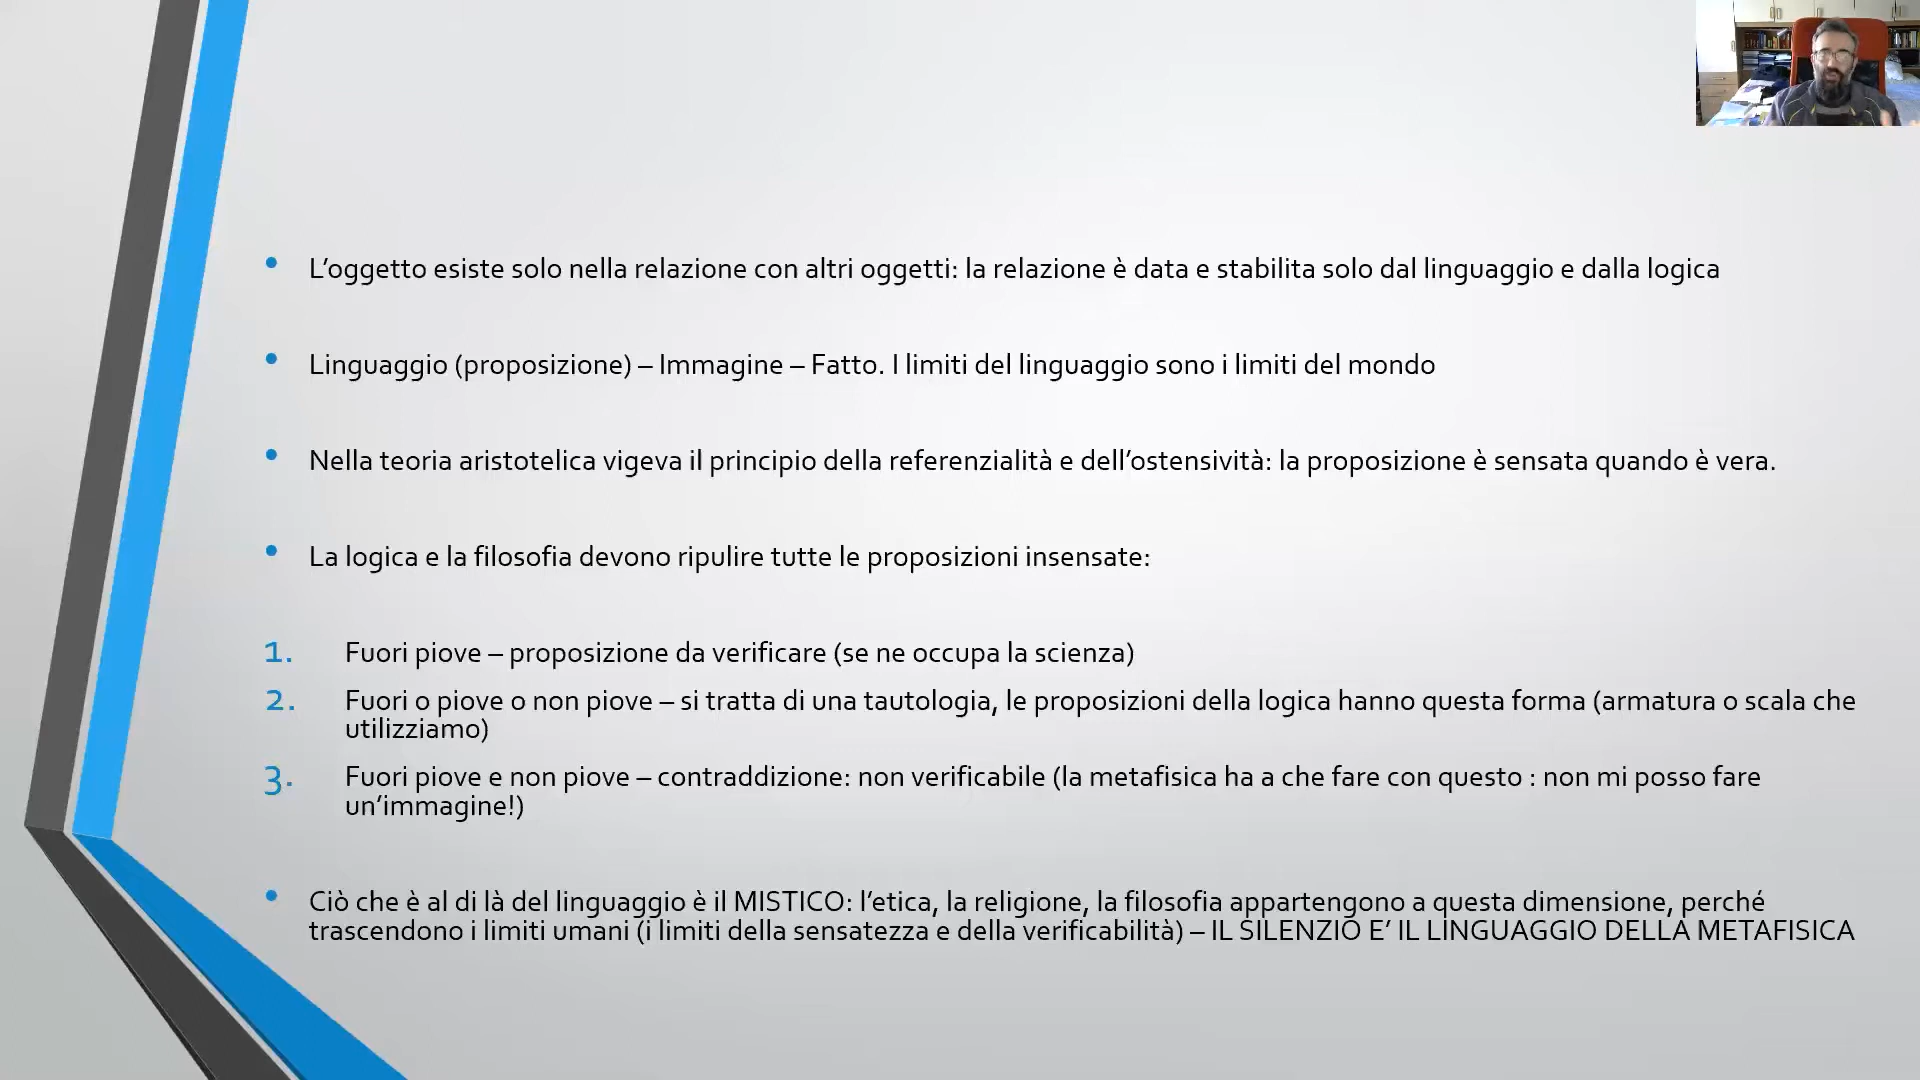 L’oggetto esiste solo nella relazione con altri oggetti: la relazione è data e stabilita solo dal linguaggio e dalla logica
Linguaggio (proposizione) – Immagine – Fatto. I limiti del linguaggio sono i limiti del mondo
Nella teoria aristotelica vigeva il principio della referenzialità e dell’ostensività: la proposizione è sensata quando è vera.
La logica e la filosofia devono ripulire tutte le proposizioni insensate:
1. Fuori piove – proposizione da verificare (se ne occupa la scienza)
2. Fuori o piove o non piove – si tratta di una tautologia, le proposizioni della logica hanno questa forma (armatura o scala che
utilizziamo)
3. Fuori piove e non piove – contraddizione: non verificabile (la metafisica ha a che fare con questo : non mi posso fare
un’immagine!)
Ciò che è al di là del linguaggio è il MISTICO: l’etica, la religione, la filosofia appartengono a questa dimensione, perché
trascendono i limiti umani (i limiti della sensatezza e della verificabilità) – IL SILENZIO E’ IL LINGUAGGIO DELLA METAFISICA